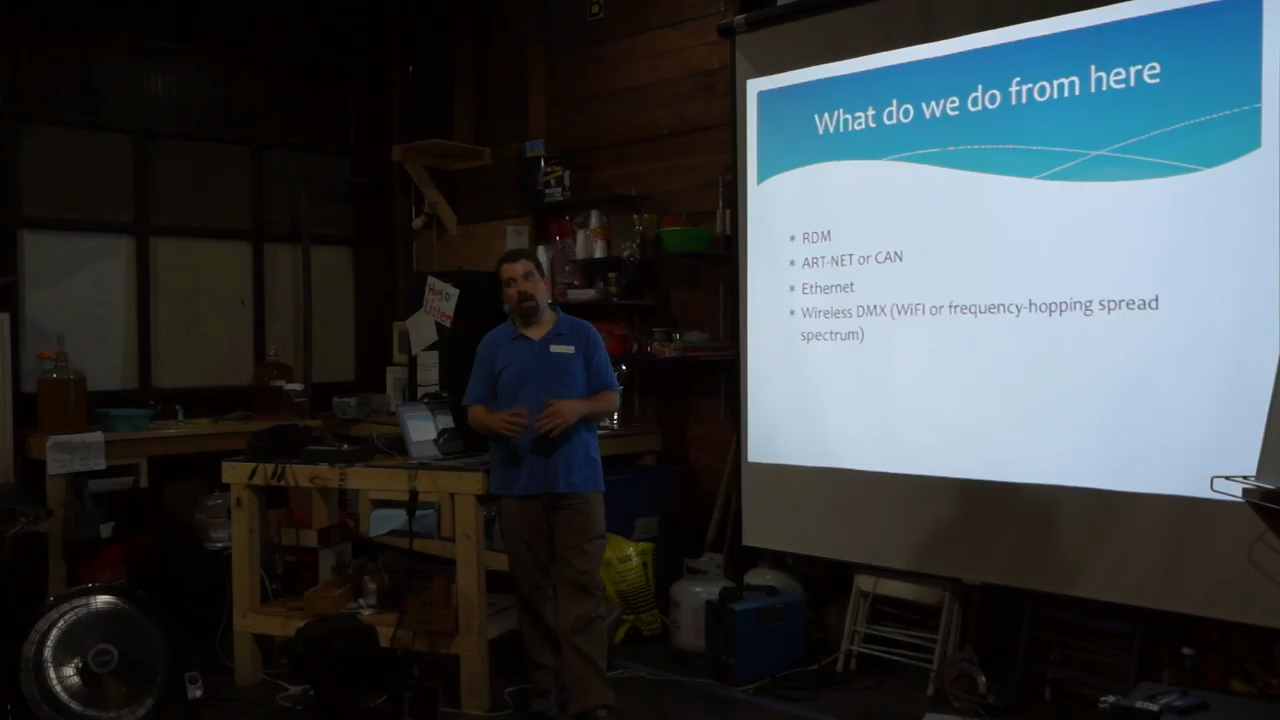 What do we do from here
* RDM
* ART-NET or CAN
* Ethernet
* Wireless DMX (WiFI or frequency-hopping spread
spectrum)
Listen